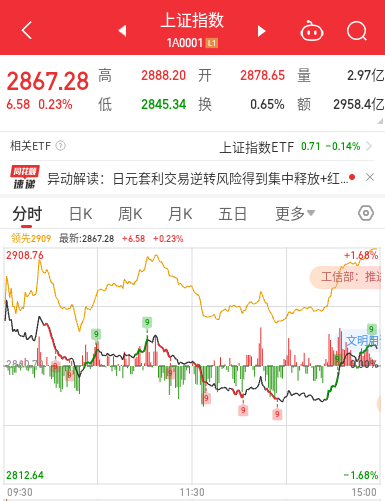 上证指数
1A0001 L1
2867.28 高 2888.20 开 2878.65 量 2.97亿
6.58 0.23% 低 2845.34 换 0.65% 额 2958.4亿
相关ETF ? 上证指数ETF 0.71 -0.14%
同花顺
速递 异动解读：日元套利交易逆转风险得到集中释放+红...
分时 日K 周K 月K 五日 更多
领先2909 最新:2867.28 +6.58 +0.23%
2908.76 +1.68%
工信部：推进
9 9 9
文明用
2860.70 0.00%
9 9 9 9 9 9 9
2812.64 -1.68%
09:30 11:30 15:00